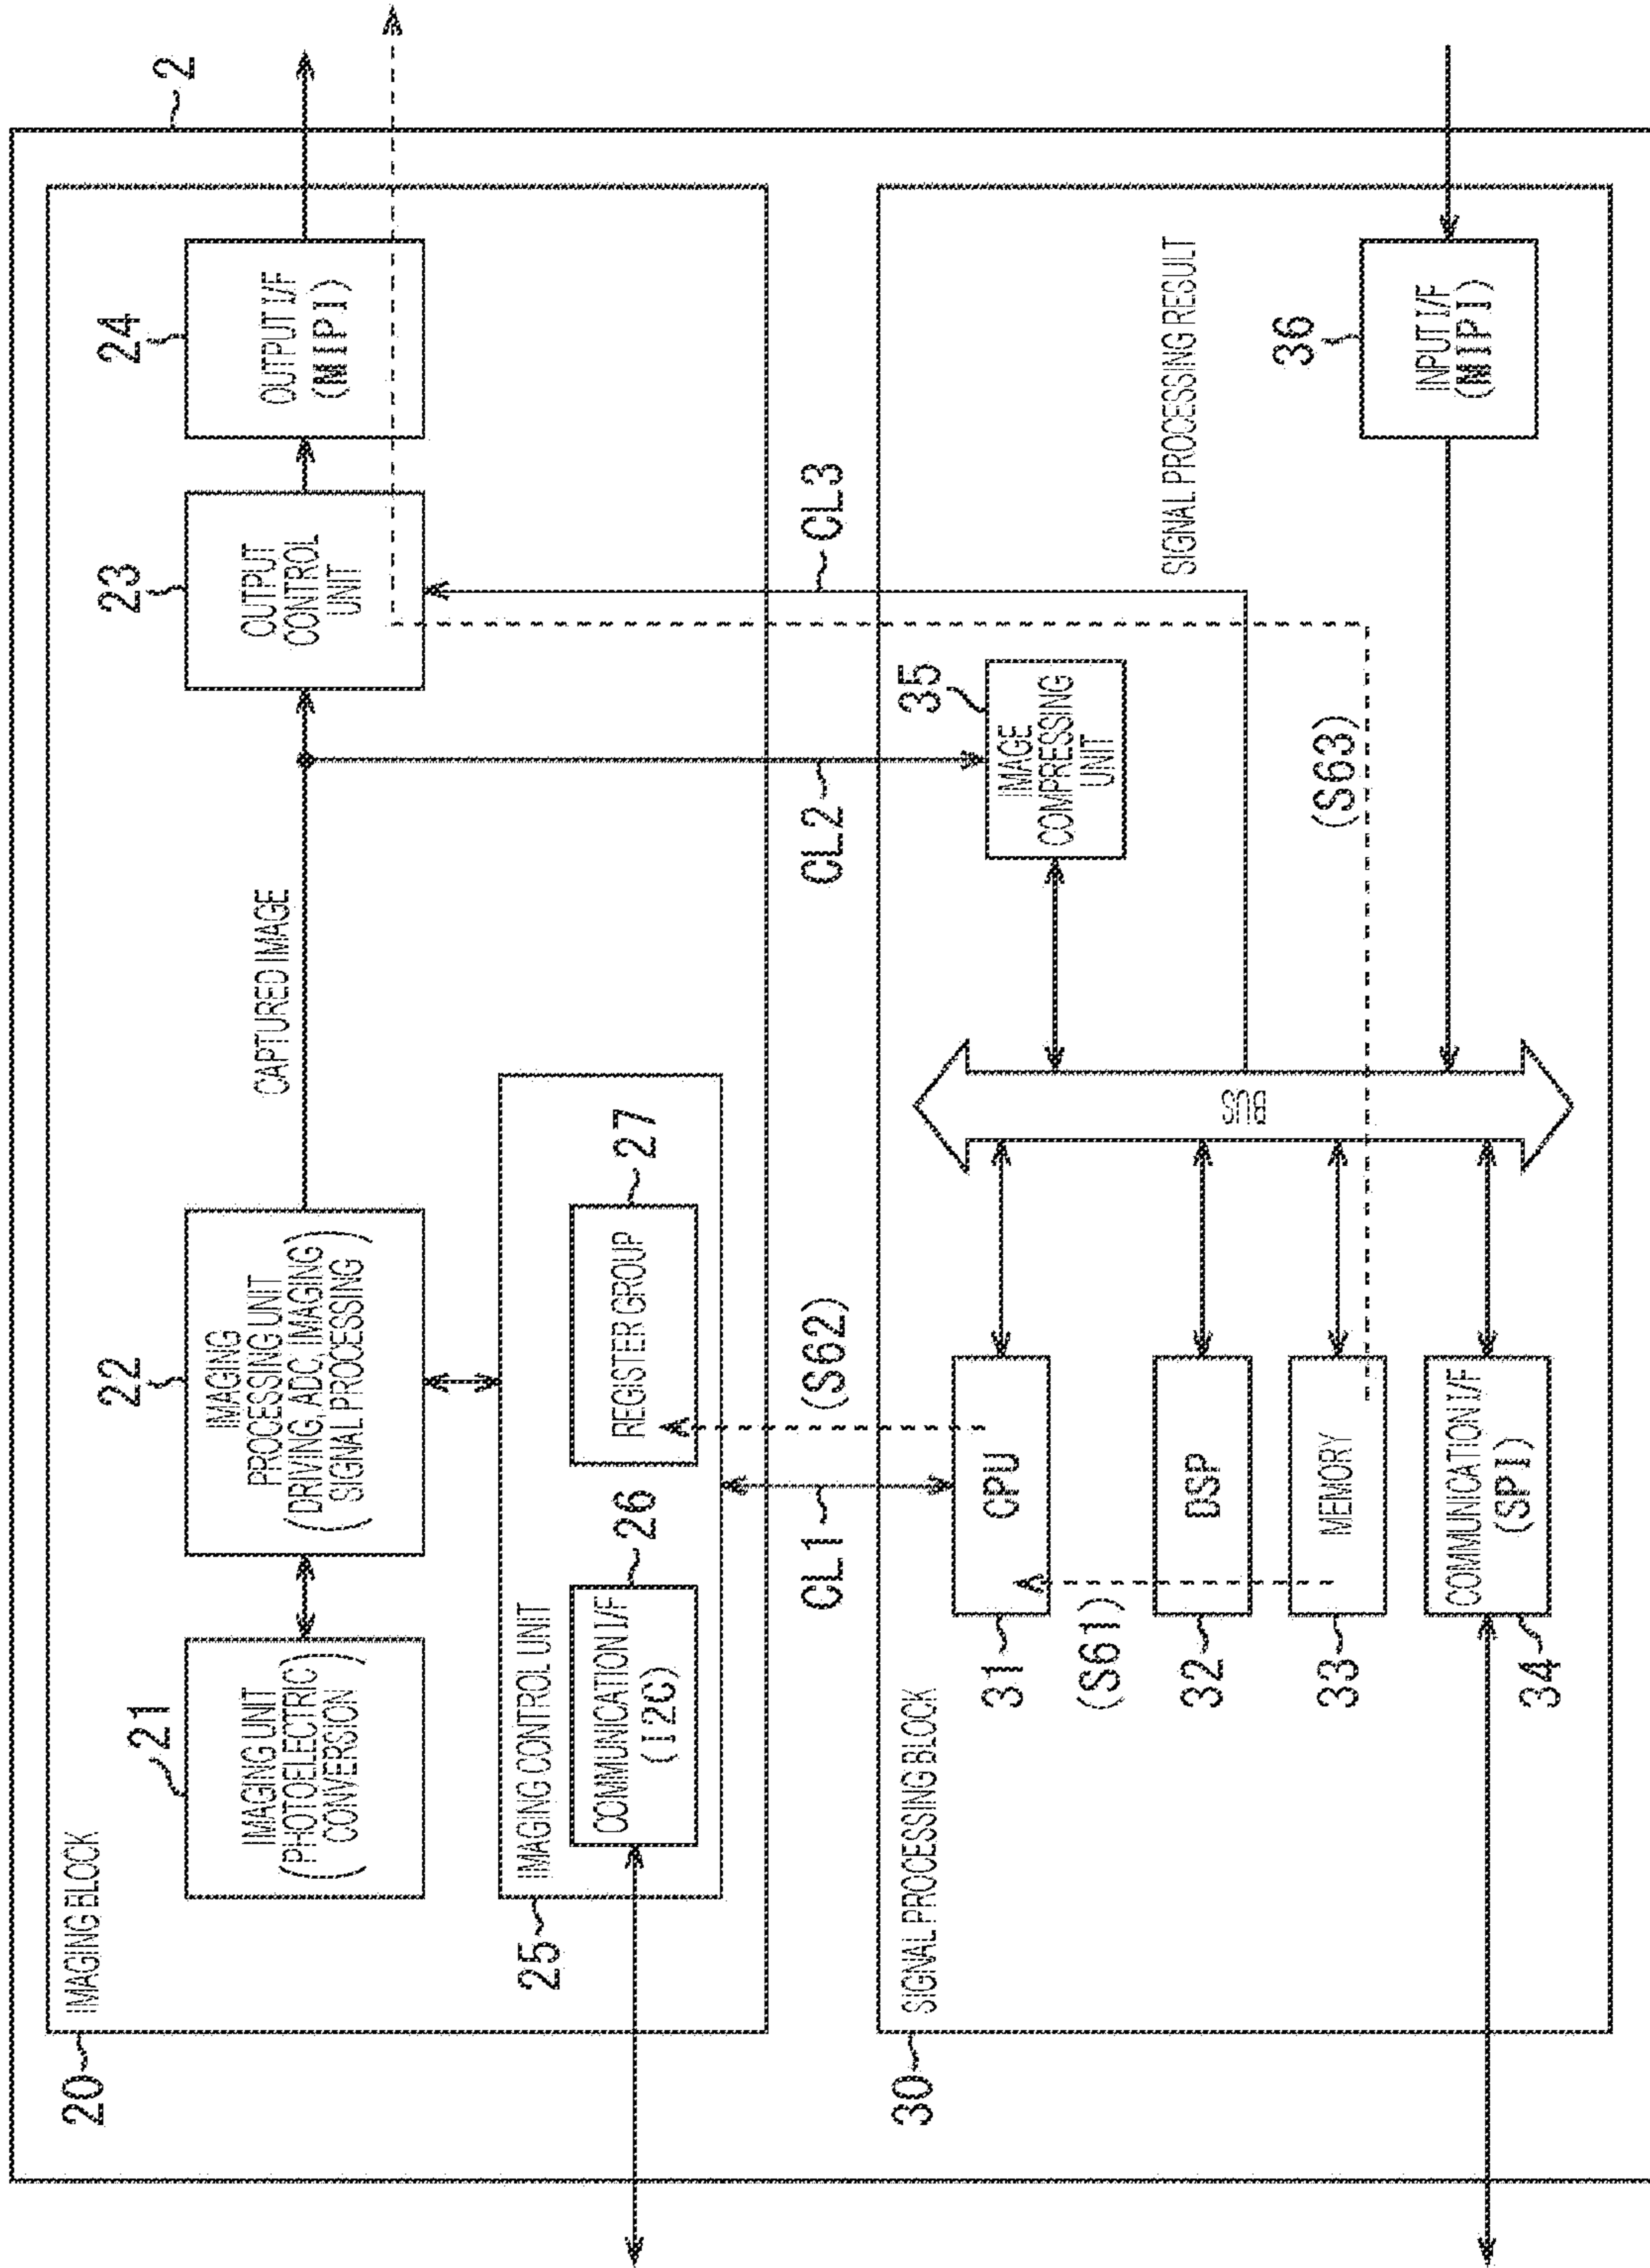 2
20
IMAGING BLOCK
21
IMAGING UNIT
(PHOTOELECTRIC
CONVERSION)
22
IMAGING
PROCESSING UNIT
(DRIVING, ADC, IMAGING
SIGNAL PROCESSING)
CAPTURED IMAGE
23
OUTPUT
CONTROL
UNIT
24
OUTPUT I/F
(MIPI)
25
IMAGING CONTROL UNIT
26
COMMUNICATION I/F
(I2C)
27
REGISTER GROUP
CL1
(S62)
CL2
CL3
30
SIGNAL PROCESSING BLOCK
31
CPU
(S61)
32
DSP
33
MEMORY
34
COMMUNICATION I/F
(SPI)
BUS
35
IMAGE
COMPRESSING
UNIT
(S63)
SIGNAL PROCESSING RESULT
36
INPUT I/F
(MIPI)